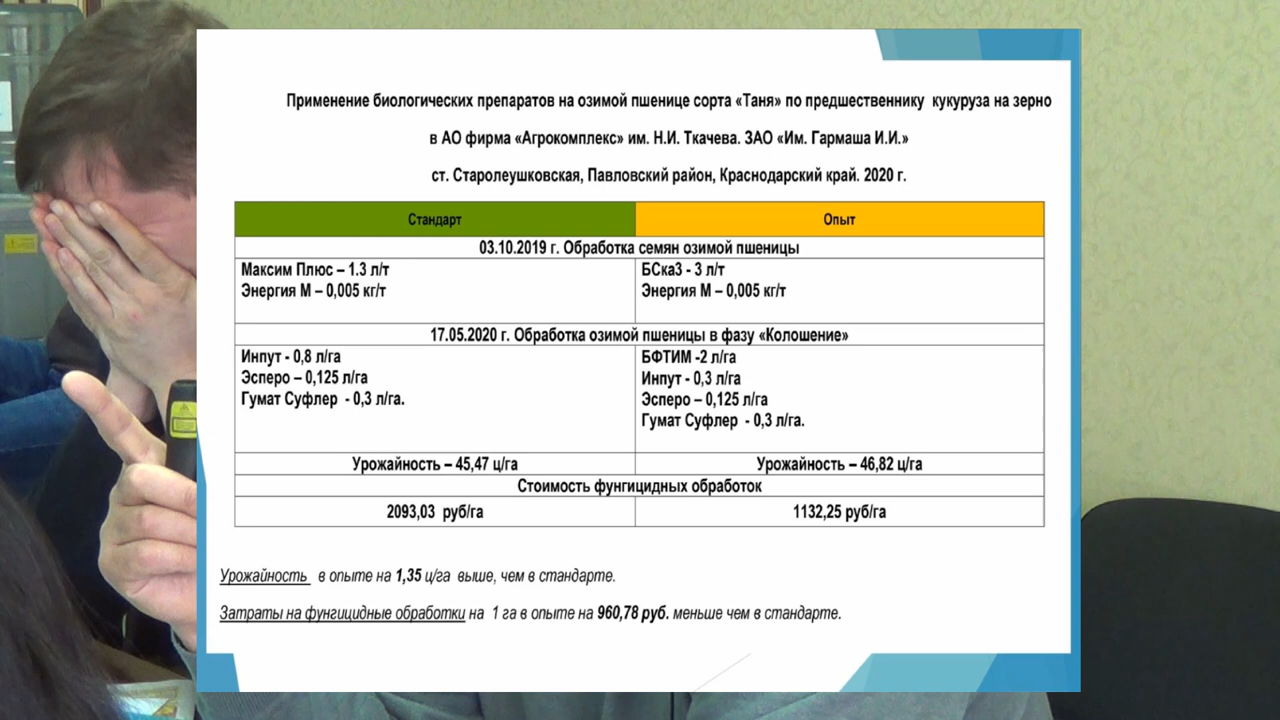 Применение биологических препаратов на озимой пшенице сорта «Таня» по предшественнику кукуруза на зерно
в АО фирма «Агрокомплекс» им. Н.И. Ткачева. ЗАО «Им. Гармаша И.И.»
ст. Старолеушковская, Павловский район, Краснодарский край. 2020 г.
Стандарт
Опыт
03.10.2019 г. Обработка семян озимой пшеницы
Максим Плюс – 1.3 л/т
Энергия М – 0,005 кг/т
БСка3 - 3 л/т
Энергия М – 0,005 кг/т
17.05.2020 г. Обработка озимой пшеницы в фазу «Колошение»
Инпут - 0,8 л/га
Эсперо – 0,125 л/га
Гумат Суфлер - 0,3 л/га.
БФТИМ -2 л/га
Инпут - 0,3 л/га
Эсперо – 0,125 л/га
Гумат Суфлер - 0,3 л/га.
Урожайность – 45,47 ц/га
Урожайность – 46,82 ц/га
Стоимость фунгицидных обработок
2093,03 руб/га
1132,25 руб/га
Урожайность в опыте на 1,35 ц/га выше, чем в стандарте.
Затраты на фунгицидные обработки на 1 га в опыте на 960,78 руб. меньше чем в стандарте.